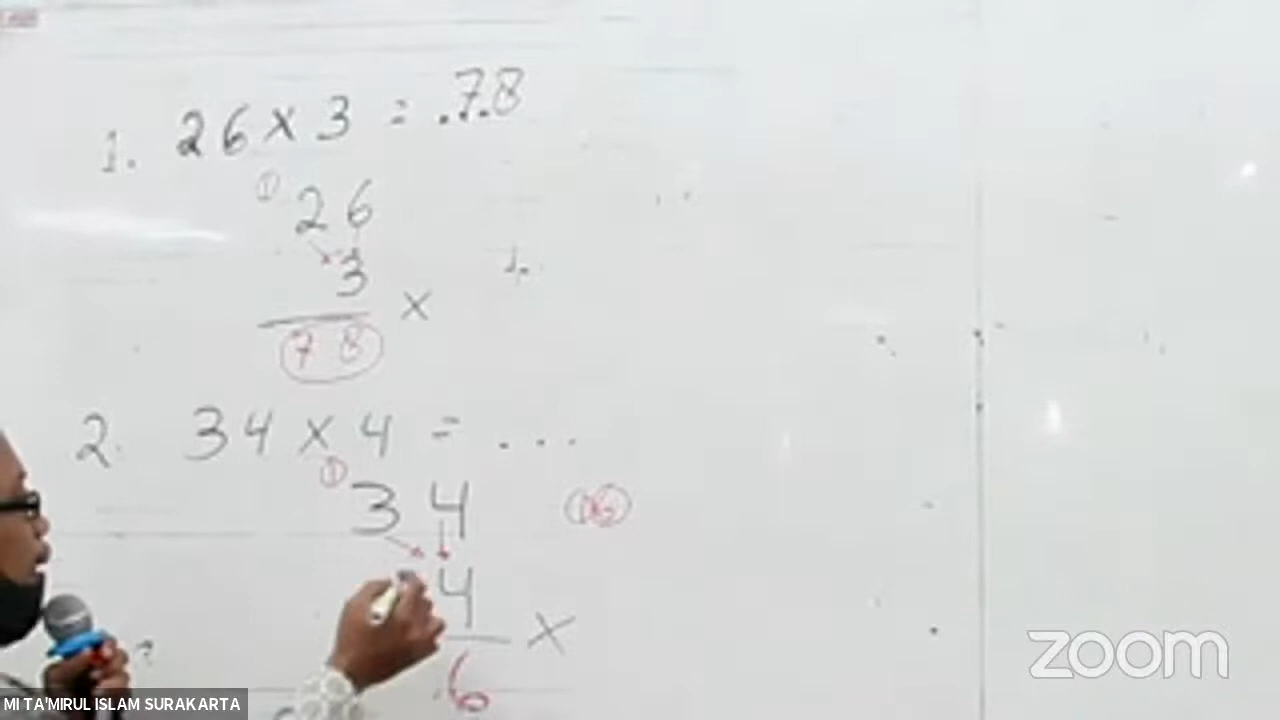 1. 26 x 3 = ...78
① 26
3
x
78
2. 34 x 4 = ...
① 34
4
x
6
zoom
MI TA'MIRUL ISLAM SURAKARTA